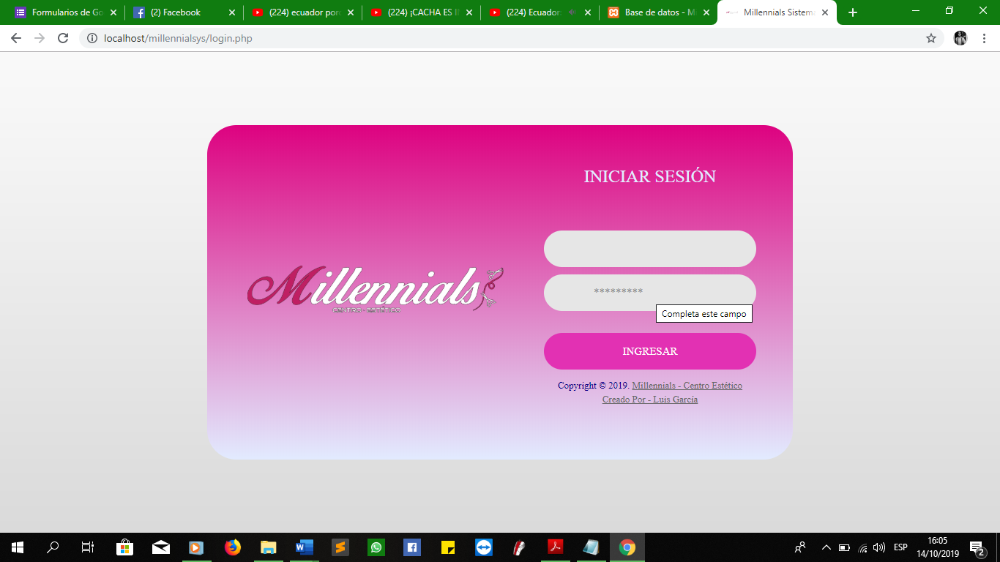 Formularios de Go
(2) Facebook
(224) ecuador por
(224) ¡CACHA ES I
(224) Ecuador:
Base de datos - M
Millennials Sistema
localhost/millennialsys/login.php
INICIAR SESIÓN
Millennials
CENTRO - ESTÉTICO
*********
Completa este campo
INGRESAR
Copyright © 2019. Millennials - Centro Estético
Creado Por - Luis García
ESP
16:05
14/10/2019
2